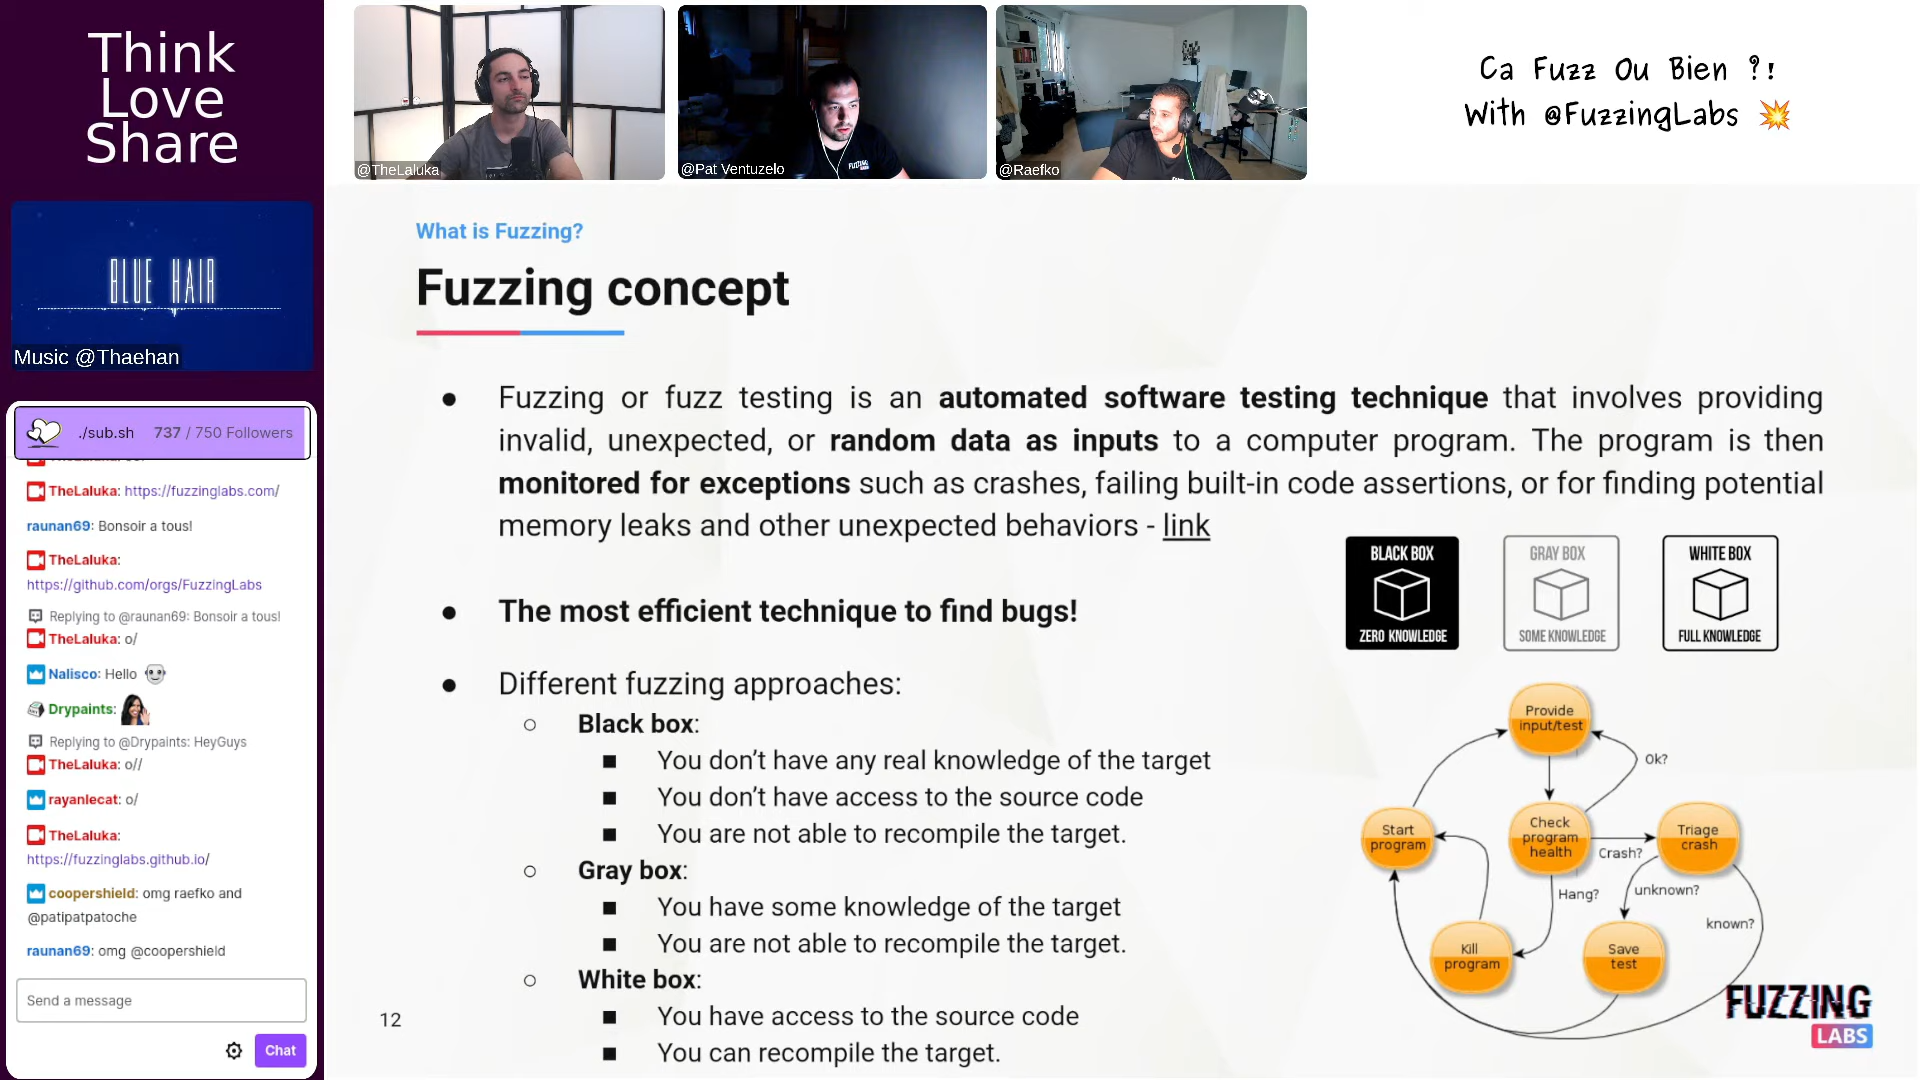 Think
Love
Share
BLUE HAIR
Music @Thaehan
./sub.sh 737 / 750 Followers
TheLaluka: https://fuzzinglabs.com/
raunan69: Bonsoir a tous!
TheLaluka:
https://github.com/orgs/FuzzingLabs
Replying to @raunan69: Bonsoir a tous!
TheLaluka: o/
Nalisco: Hello
Drypaints:
Replying to @Drypaints: HeyGuys
TheLaluka: o//
rayanlecat: o/
TheLaluka:
https://fuzzinglabs.github.io/
coopershield: omg raefko and
@patipatpatoche
raunan69: omg @coopershield
Send a message
Chat
@TheLaluka
@Pat Ventuzelo
FUZZING
LABS
@Raefko
Ca Fuzz Ou Bien ?!
With @FuzzingLabs 💥
What is Fuzzing?
Fuzzing concept
● Fuzzing or fuzz testing is an automated software testing technique that involves providing
invalid, unexpected, or random data as inputs to a computer program. The program is then
monitored for exceptions such as crashes, failing built-in code assertions, or for finding potential
memory leaks and other unexpected behaviors - link
● The most efficient technique to find bugs!
● Different fuzzing approaches:
○ Black box:
■ You don’t have any real knowledge of the target
■ You don’t have access to the source code
■ You are not able to recompile the target.
○ Gray box:
■ You have some knowledge of the target
■ You are not able to recompile the target.
○ White box:
■ You have access to the source code
■ You can recompile the target.
12
BLACK BOX
ZERO KNOWLEDGE
GRAY BOX
SOME KNOWLEDGE
WHITE BOX
FULL KNOWLEDGE
Provide
input/test
Ok?
Start
program
Check
program
health
Crash?
Triage
crash
Hang?
unknown?
known?
Kill
program
Save
test
FUZZING
LABS